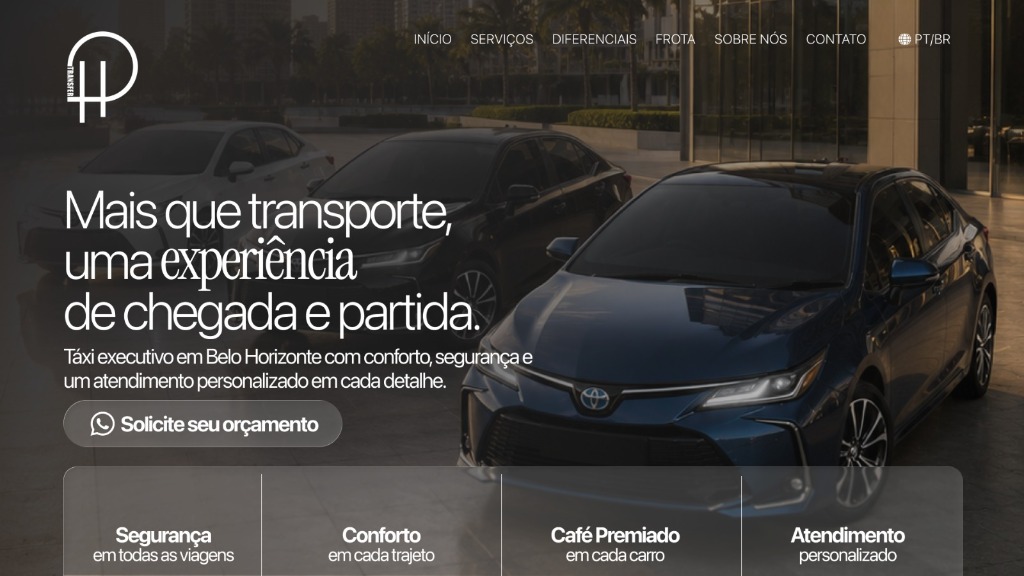 TRANSFER
INÍCIO SERVIÇOS DIFERENCIAIS FROTA SOBRE NÓS CONTATO PT/BR
Mais que transporte,
uma experiência
de chegada e partida.
Táxi executivo em Belo Horizonte com conforto, segurança e
um atendimento personalizado em cada detalhe.
Solicite seu orçamento
Segurança
em todas as viagens
Conforto
em cada trajeto
Café Premiado
em cada carro
Atendimento
personalizado